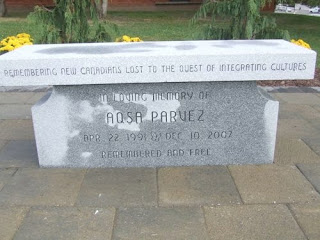 REMEMBERING NEW CANADIANS LOST TO THE QUEST OF INTEGRATING CULTURES
IN LOVING MEMORY OF
AQSA PARVEZ
APR. 22 1991 DEC. 10, 2007
REMEMBERED AND FREE